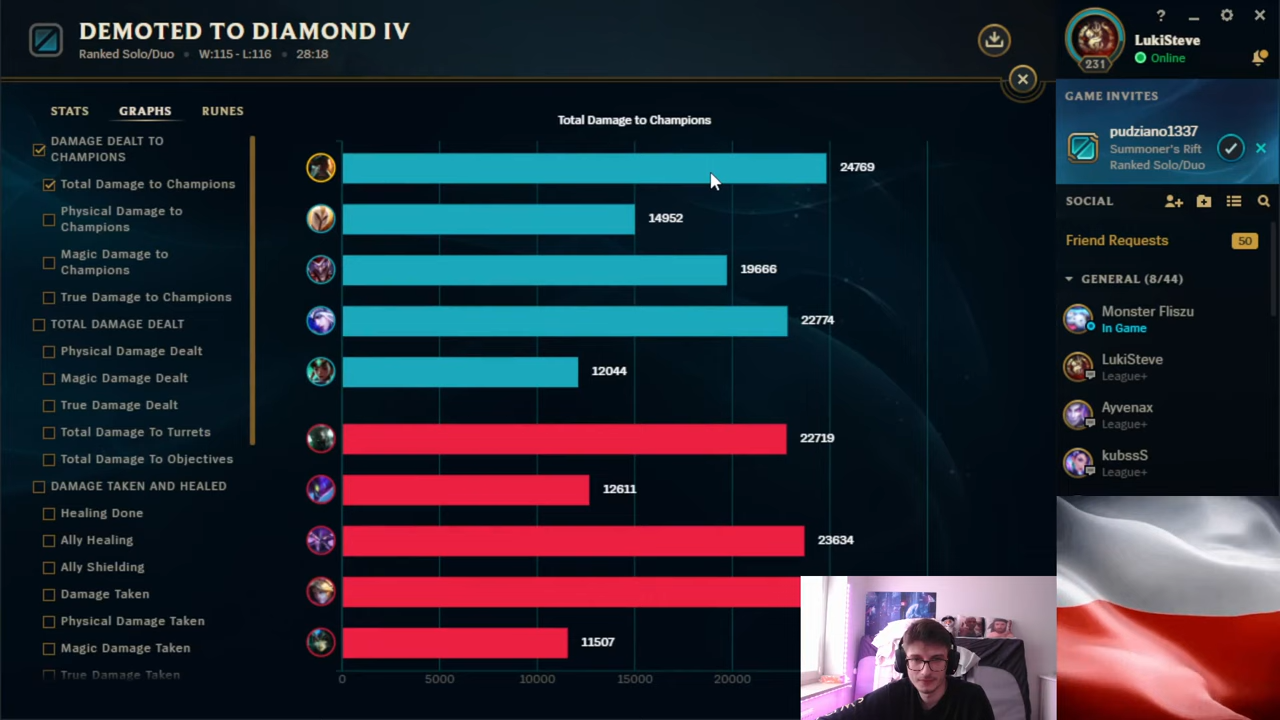 DEMOTED TO DIAMOND IV
Ranked Solo/Duo • W:115 - L:116 • 28:18
STATS GRAPHS RUNES
DAMAGE DEALT TO
CHAMPIONS
Total Damage to Champions
Physical Damage to
Champions
Magic Damage to
Champions
True Damage to Champions
TOTAL DAMAGE DEALT
Physical Damage Dealt
Magic Damage Dealt
True Damage Dealt
Total Damage To Turrets
Total Damage To Objectives
DAMAGE TAKEN AND HEALED
Healing Done
Ally Healing
Ally Shielding
Damage Taken
Physical Damage Taken
Magic Damage Taken
True Damage Taken
Total Damage to Champions
24769
14952
19666
22774
12044
22719
12611
23634
11507
0 5000 10000 15000 20000
?
LukiSteve
231
Online
GAME INVITES
pudziano1337
Summoner's Rift
Ranked Solo/Duo
SOCIAL
Friend Requests 50
GENERAL (8/44)
Monster Fliszu
In Game
LukiSteve
League+
Ayvenax
League+
kubssS
League+